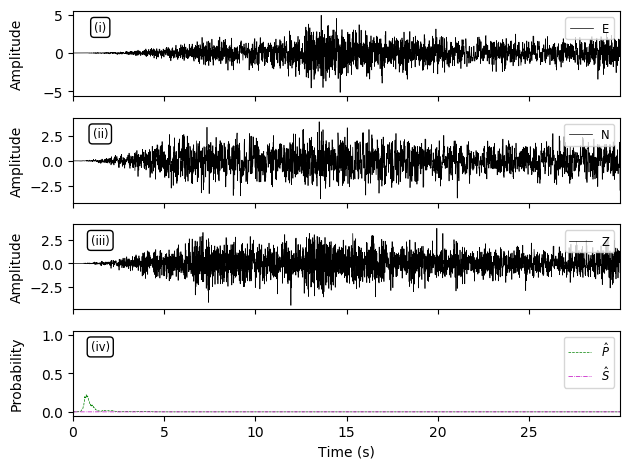 5
0
−5
Amplitude
(i)
E
2.5
0.0
−2.5
Amplitude
(ii)
N
2.5
0.0
−2.5
Amplitude
(iii)
Z
1.0
0.5
0.0
Probability
(iv)
P̂
Ŝ
0 5 10 15 20 25
Time (s)